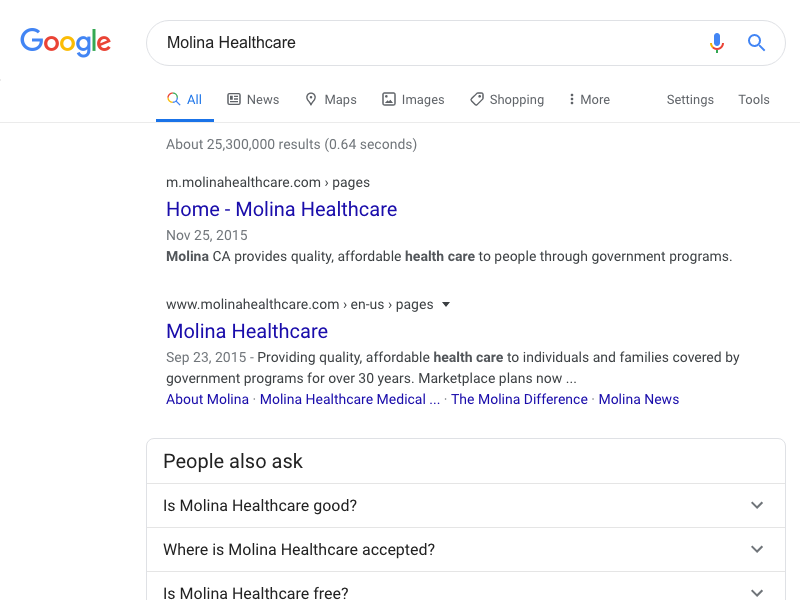 Google
Molina Healthcare
All News Maps Images Shopping More Settings Tools
About 25,300,000 results (0.64 seconds)
m.molinahealthcare.com › pages
Home - Molina Healthcare
Nov 25, 2015
Molina CA provides quality, affordable health care to people through government programs.
www.molinahealthcare.com › en-us › pages
Molina Healthcare
Sep 23, 2015 - Providing quality, affordable health care to individuals and families covered by
government programs for over 30 years. Marketplace plans now ...
About Molina · Molina Healthcare Medical ... · The Molina Difference · Molina News
People also ask
Is Molina Healthcare good?
Where is Molina Healthcare accepted?
Is Molina Healthcare free?